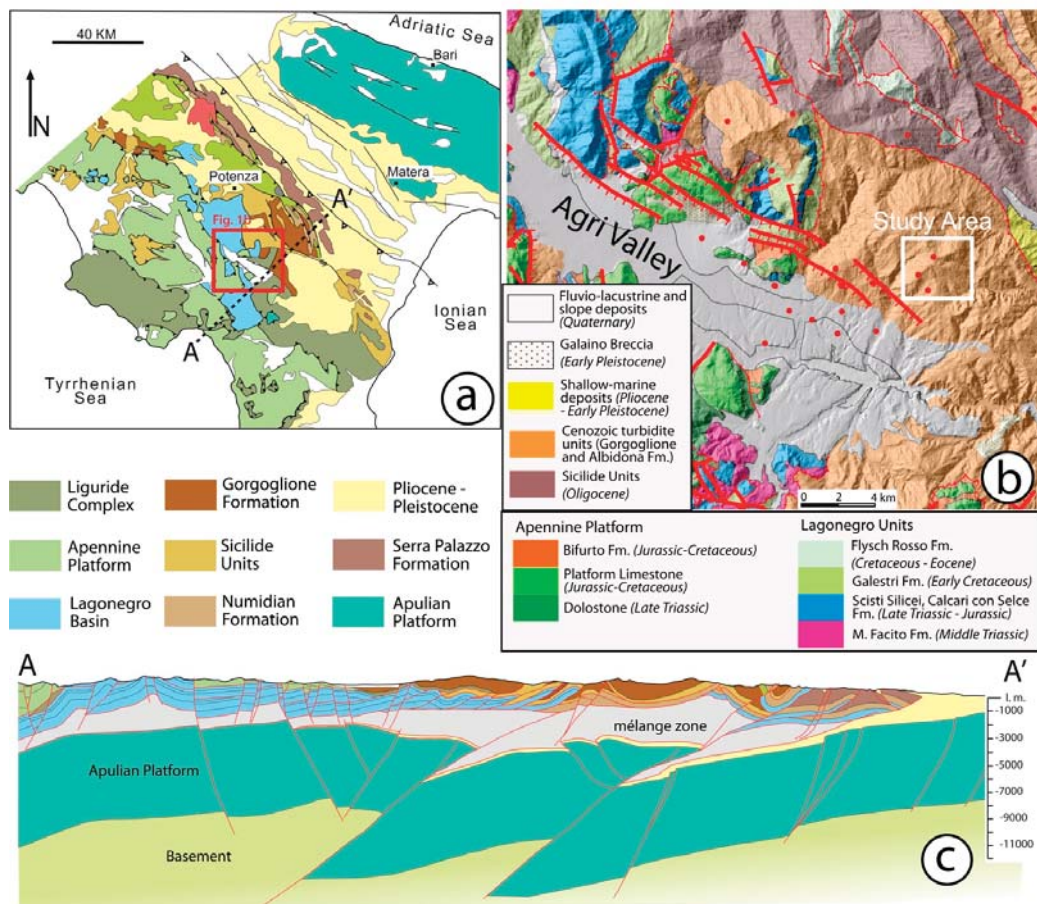 40 KM
Adriatic Sea
Bari
N
Matera
Potenza
A'
Fig. 1B
A
Ionian
Sea
Tyrrhenian
Sea
a
Agri Valley
Study Area
Fluvio-lacustrine and
slope deposits
(Quaternary)
Galaino Breccia
(Early Pleistocene)
Shallow-marine
deposits (Pliocene
- Early Pleistocene)
Cenozoic turbidite
units (Gorgoglione
and Albidona Fm.)
Sicilide Units
(Oligocene)
0 2 4 km
b
Liguride
Complex
Gorgoglione
Formation
Pliocene -
Pleistocene
Apennine
Platform
Sicilide
Units
Serra Palazzo
Formation
Lagonegro
Basin
Numidian
Formation
Apulian
Platform
Apennine Platform
Bifurto Fm. (Jurassic-Cretaceous)
Platform Limestone
(Jurassic-Cretaceous)
Dolostone (Late Triassic)
Lagonegro Units
Flysch Rosso Fm.
(Cretaceous - Eocene)
Galestri Fm. (Early Cretaceous)
Scisti Silicei, Calcari con Selce
Fm. (Late Triassic - Jurassic)
M. Facito Fm. (Middle Triassic)
A
A'
l. m.
-1000
-3000
-5000
-7000
-9000
-11000
mélange zone
Apulian Platform
Basement
c